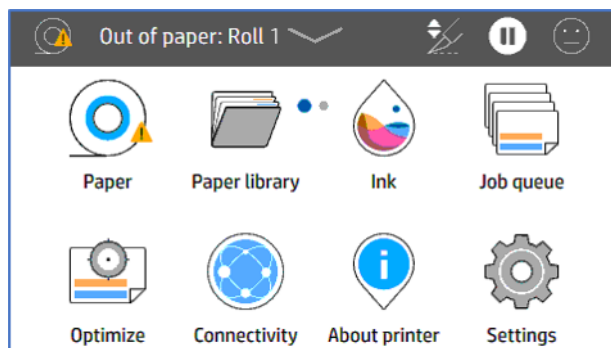 Out of paper: Roll 1
Paper
Paper library
Ink
Job queue
Optimize
Connectivity
About printer
Settings